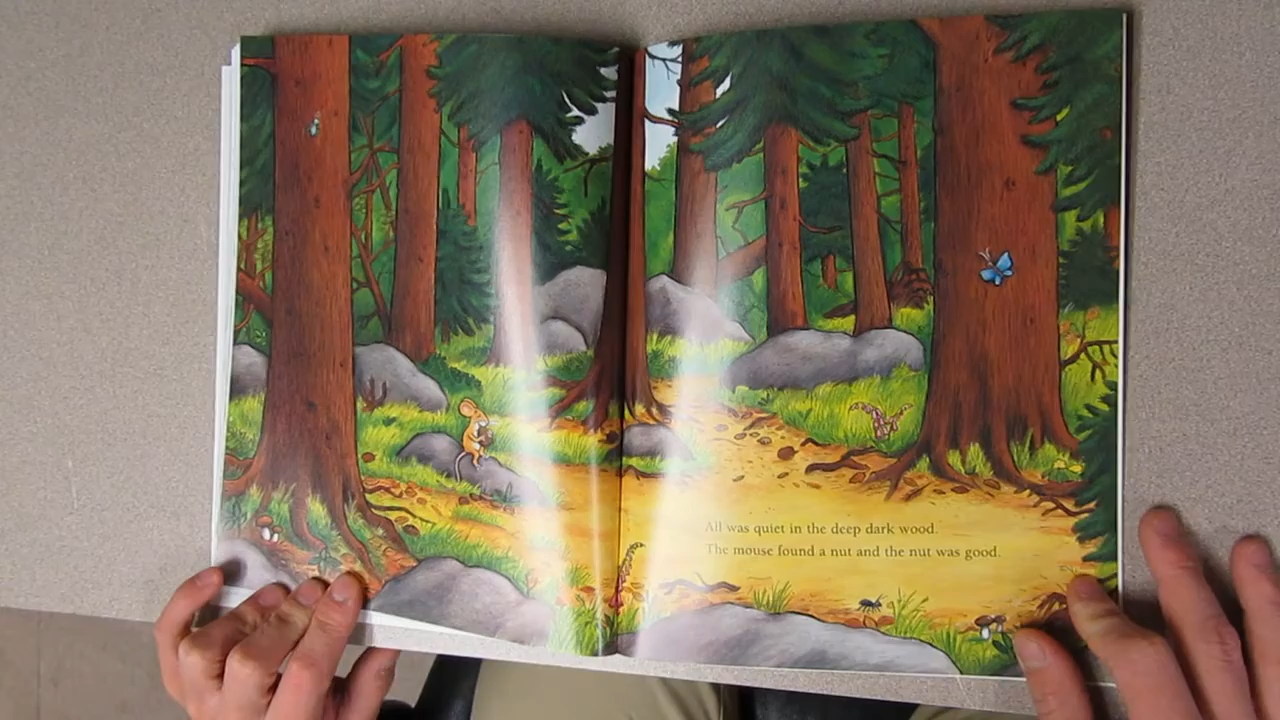 All was quiet in the deep dark wood.
The mouse found a nut and the nut was good.